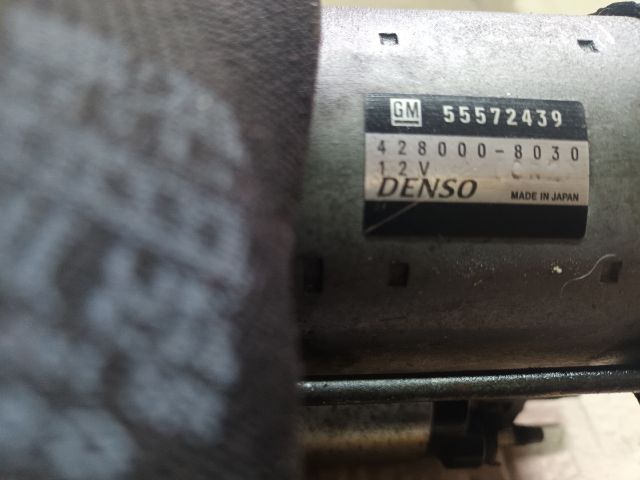 GM 55572439
428000-8030
12V
DENSO MADE IN JAPAN